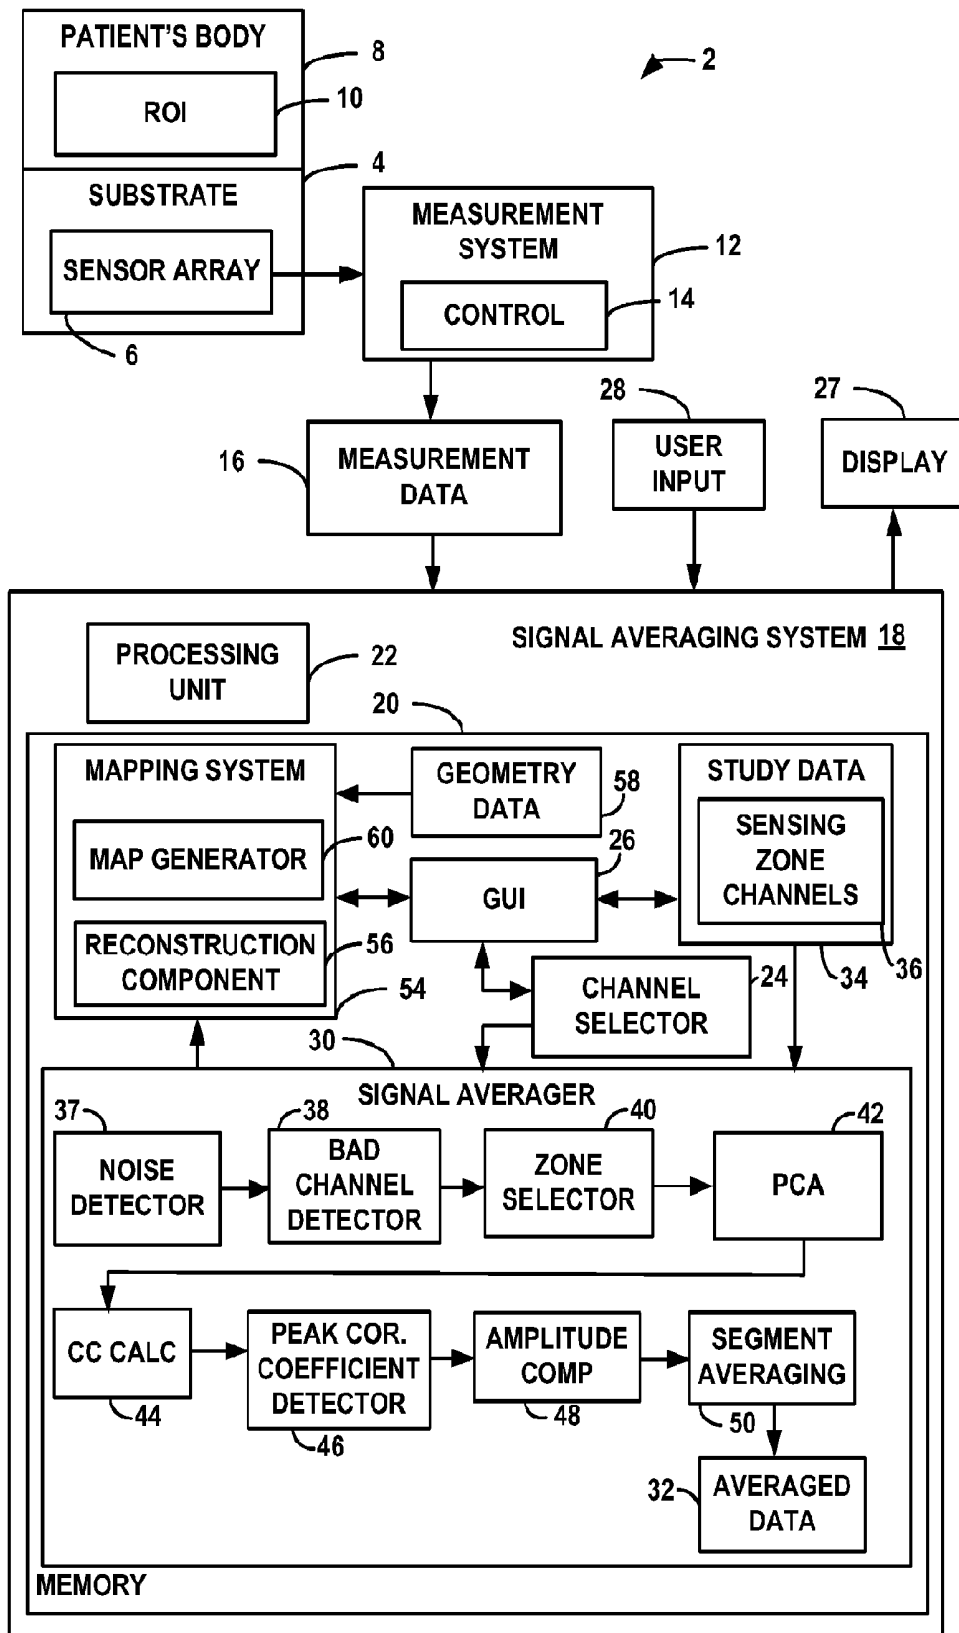 PATIENT'S BODY
8
2
ROI
10
4
SUBSTRATE
SENSOR ARRAY
6
MEASUREMENT
SYSTEM
12
CONTROL
14
28
27
16
MEASUREMENT
DATA
USER
INPUT
DISPLAY
SIGNAL AVERAGING SYSTEM 18
PROCESSING
UNIT
22
20
MAPPING SYSTEM
GEOMETRY
DATA
58
STUDY DATA
MAP GENERATOR
60
26
GUI
SENSING
ZONE
CHANNELS
RECONSTRUCTION
COMPONENT
56
54
24
CHANNEL
SELECTOR
34
36
30
SIGNAL AVERAGER
37
NOISE
DETECTOR
38
BAD
CHANNEL
DETECTOR
40
ZONE
SELECTOR
42
PCA
CC CALC
44
PEAK COR.
COEFFICIENT
DETECTOR
46
AMPLITUDE
COMP
48
SEGMENT
AVERAGING
50
32
AVERAGED
DATA
MEMORY